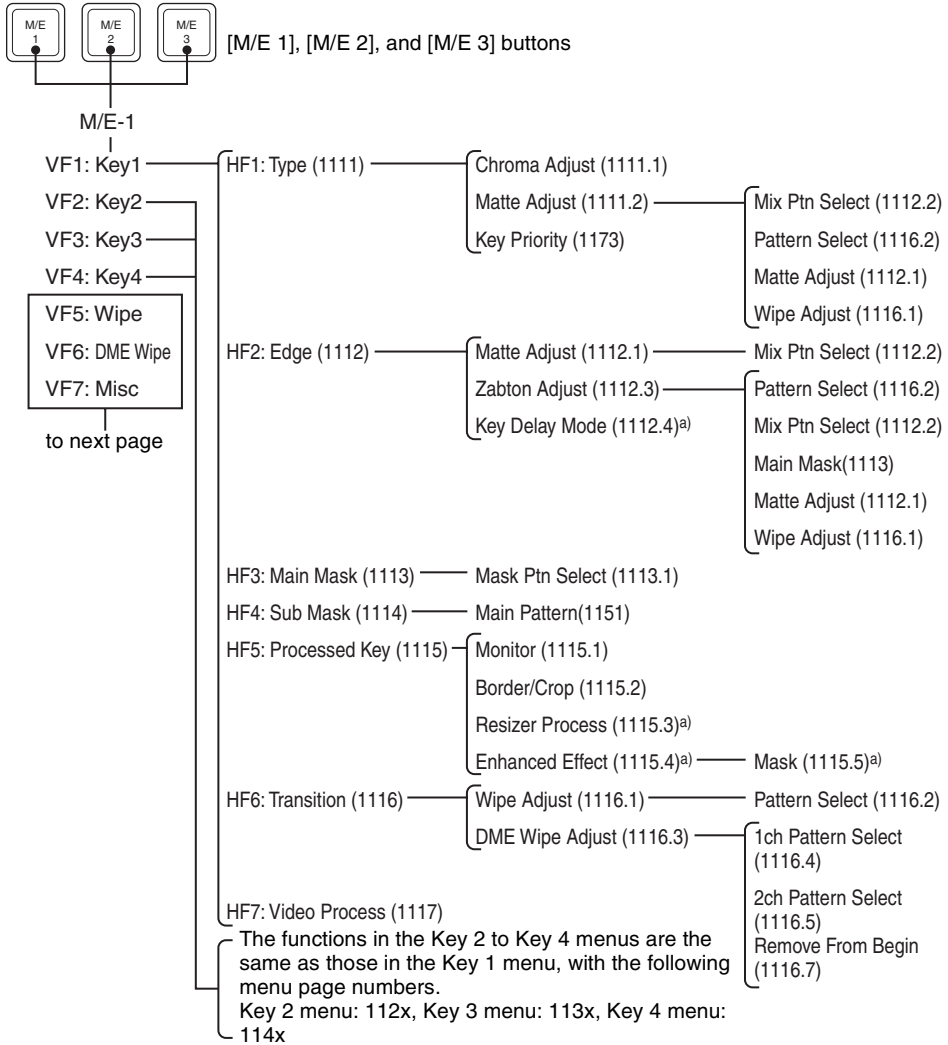 M/E
1
M/E
2
M/E
3
[M/E 1], [M/E 2], and [M/E 3] buttons
M/E-1
VF1: Key1
VF2: Key2
VF3: Key3
VF4: Key4
VF5: Wipe
VF6: DME Wipe
VF7: Misc
to next page
HF1: Type (1111)
Chroma Adjust (1111.1)
Matte Adjust (1111.2)
Key Priority (1173)
Mix Ptn Select (1112.2)
Pattern Select (1116.2)
Matte Adjust (1112.1)
Wipe Adjust (1116.1)
HF2: Edge (1112)
Matte Adjust (1112.1)
Mix Ptn Select (1112.2)
Zabton Adjust (1112.3)
Key Delay Mode (1112.4)a)
Pattern Select (1116.2)
Mix Ptn Select (1112.2)
Main Mask(1113)
Matte Adjust (1112.1)
Wipe Adjust (1116.1)
HF3: Main Mask (1113)
Mask Ptn Select (1113.1)
HF4: Sub Mask (1114)
Main Pattern(1151)
HF5: Processed Key (1115)
Monitor (1115.1)
Border/Crop (1115.2)
Resizer Process (1115.3)a)
Enhanced Effect (1115.4)a)
Mask (1115.5)a)
HF6: Transition (1116)
Wipe Adjust (1116.1)
Pattern Select (1116.2)
DME Wipe Adjust (1116.3)
1ch Pattern Select
(1116.4)
2ch Pattern Select
(1116.5)
Remove From Begin
(1116.7)
HF7: Video Process (1117)
The functions in the Key 2 to Key 4 menus are the
same as those in the Key 1 menu, with the following
menu page numbers.
Key 2 menu: 112x, Key 3 menu: 113x, Key 4 menu:
114x